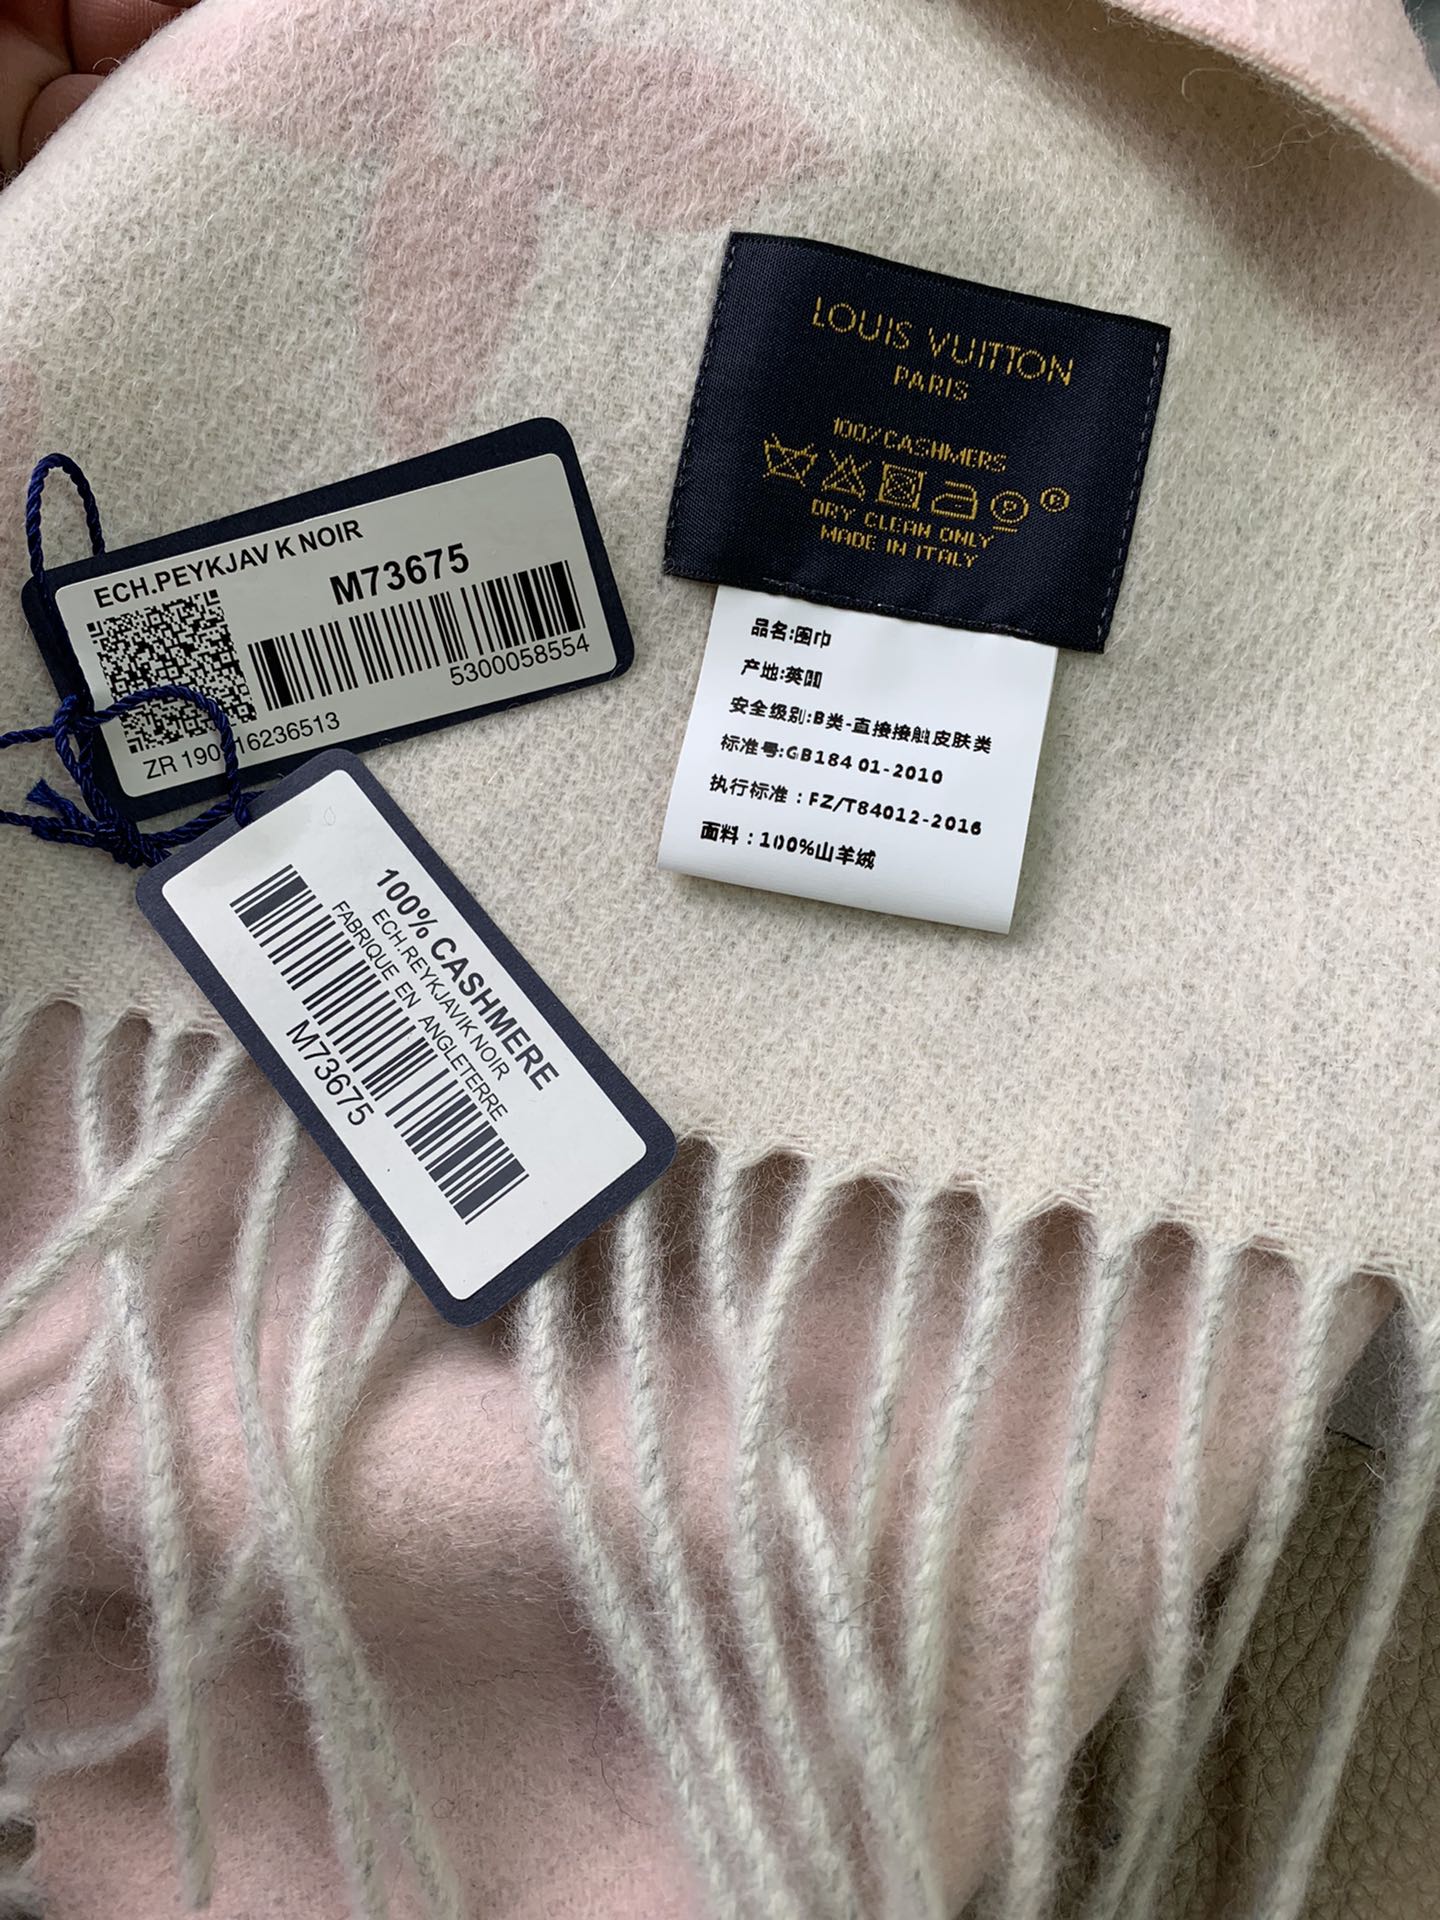 LOUIS VUITTON
PARIS
100/CASHMERS
DRY CLEAN ONLY
MADE IN ITALY
品名:围巾
产地:英国
安全级别:B类-直接接触皮肤类
标准号:GB18401-2010
执行标准：FZ/T84012-2016
面料：100%山羊绒
ECH.PEYKJAV K NOIR
M73675
5300058554
ZR 190 16236513
100% CASHMERE
ECH.REYKJAVIK NOIR
FABRIQUE EN ANGLETERRE
M73675